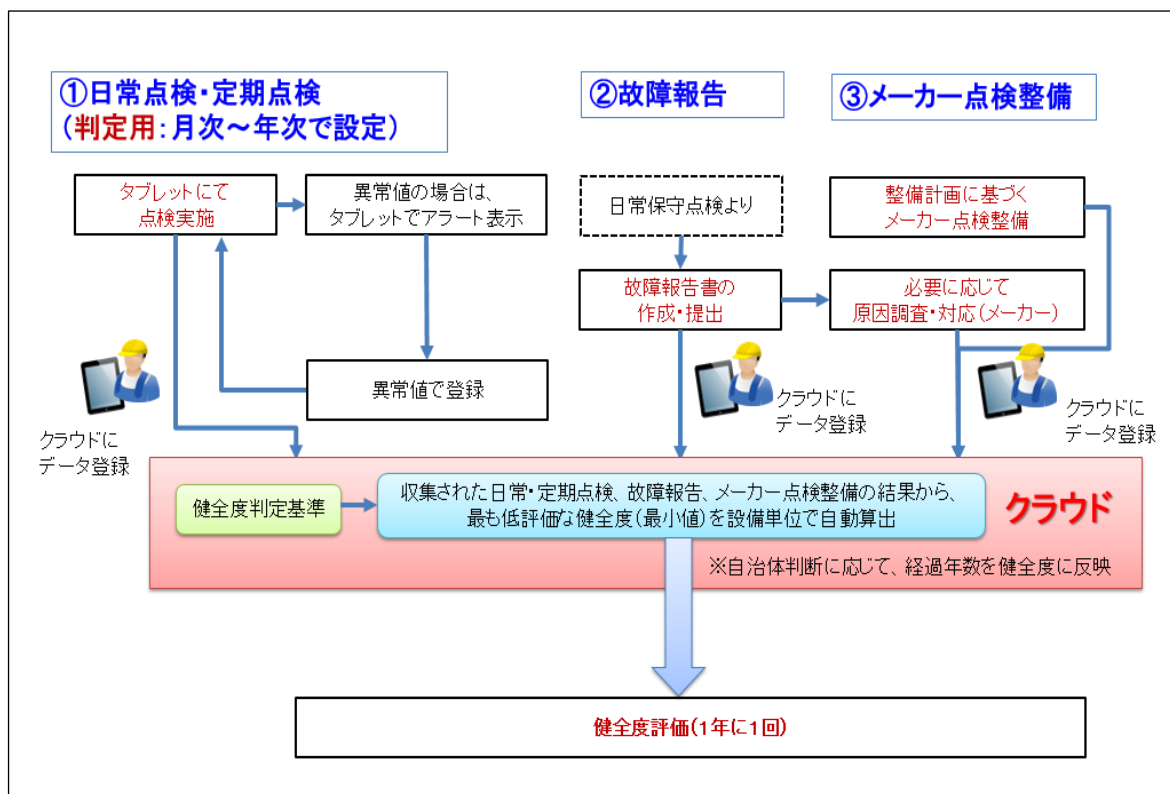 ①日常点検・定期点検
（判定用：月次～年次で設定）
②故障報告
③メーカー点検整備
タブレットにて
点検実施
異常値の場合は、
タブレットでアラート表示
異常値で登録
クラウドに
データ登録
日常保守点検より
故障報告書の
作成・提出
クラウドに
データ登録
整備計画に基づく
メーカー点検整備
必要に応じて
原因調査・対応（メーカー）
クラウドに
データ登録
健全度判定基準
収集された日常・定期点検、故障報告、メーカー点検整備の結果から、
最も低評価な健全度（最小値）を設備単位で自動算出
クラウド
※自治体判断に応じて、経過年数を健全度に反映
健全度評価（１年に１回）